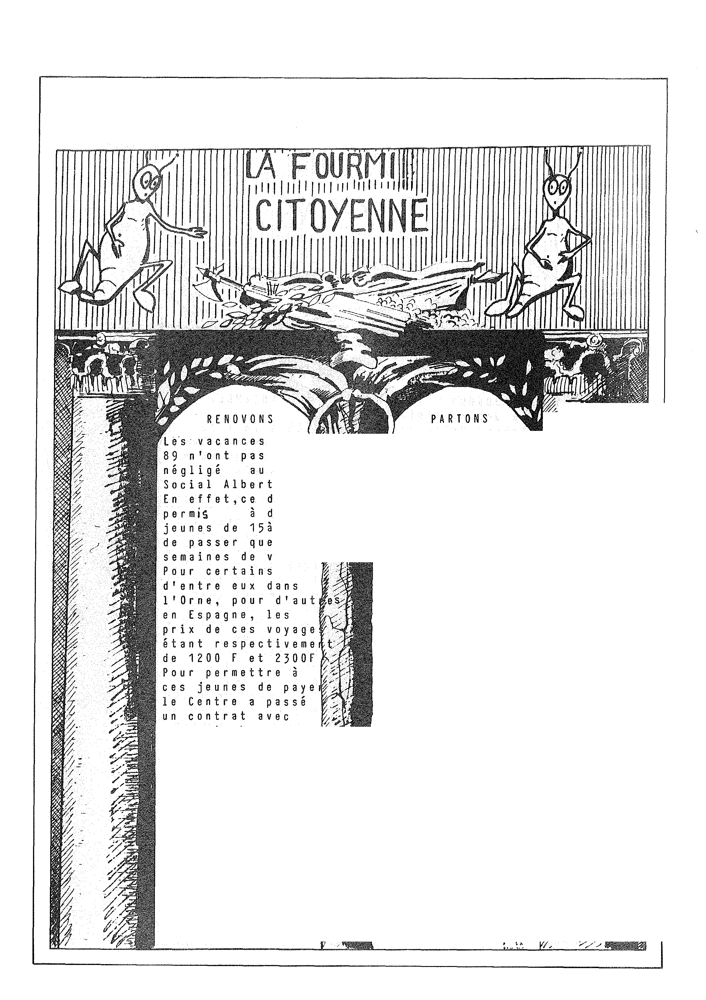 LA FOURMI
CITOYENNE
RENOVONS
Les vacances
89 n'ont pas
négligé au
Social Albert
En effet,ce
permis à
jeunes de 15à
de passer
semaines de
Pour certains
d'entre eux dans
l'Orne, pour d'autres
en Espagne, les
prix de ces voyages
étant respectivement
de 1200 F et 2300F
Pour permettre à
ces jeunes de payer
le Centre a passé
un contrat avec
PARTONS